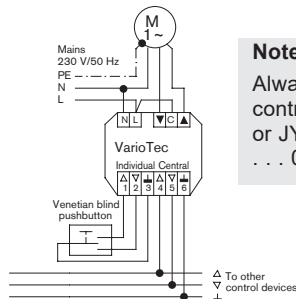 M
1~
Mains
230 V/50 Hz
PE
N
L
N L ▼ C ▲
VarioTec
Individual Central
△ ▽ ⊥ △ ▽ ⊥
1 2 3 4 5 6
Venetian blind
pushbutton
△ To other
▽ control devices
⊥
Note
Alwa
contr
or JY
. . . 0